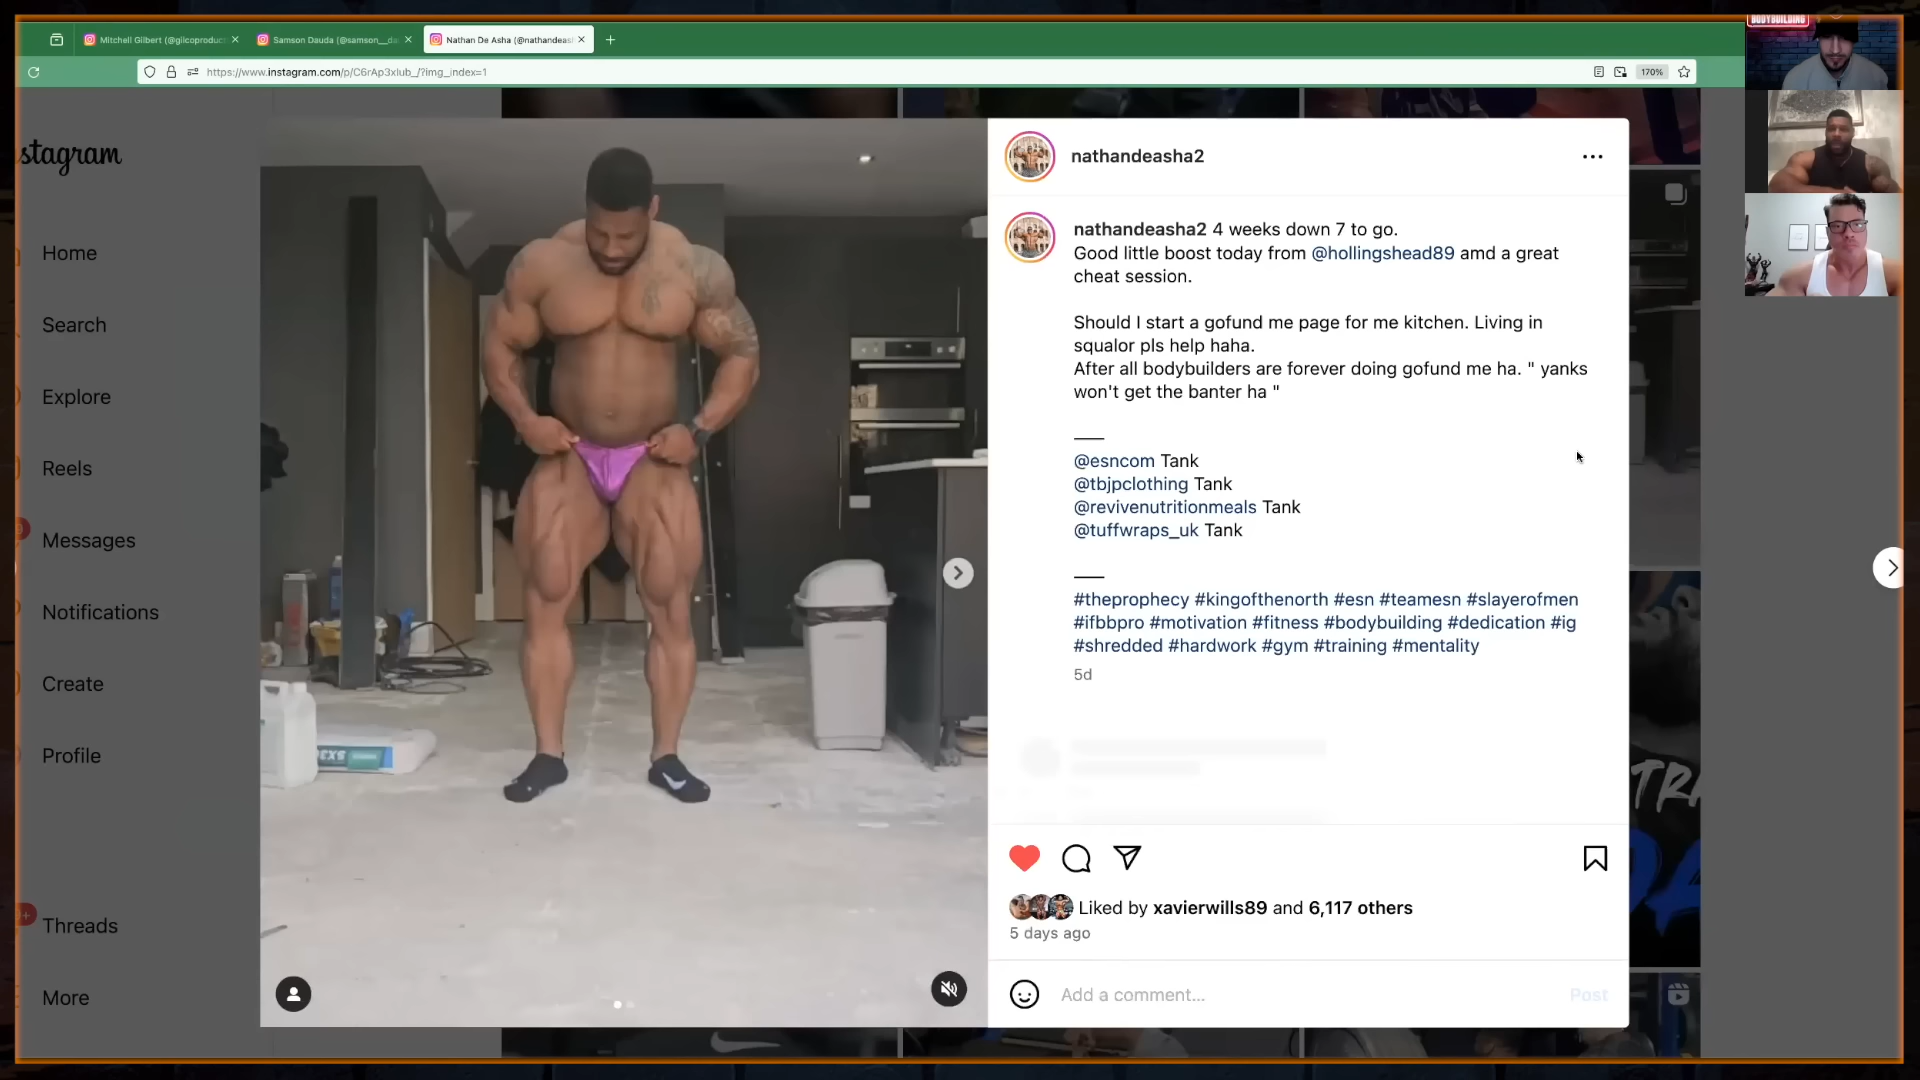 BODYBUILDING
Mitchell Gilbert (@glicoproduc
Samson Dauda (@samson__da
Nathan De Asha (@nathandeash
https://www.instagram.com/p/C6rAp3xIub_/?img_index=1
170%
stagram
Home
Search
Explore
Reels
Messages
Notifications
Create
Profile
Threads
More
EXS
nathandeasha2
nathandeasha2 4 weeks down 7 to go.
Good little boost today from @hollingshead89 amd a great
cheat session.
Should I start a gofund me page for me kitchen. Living in
squalor pls help haha.
After all bodybuilders are forever doing gofund me ha. " yanks
won't get the banter ha "
@esncom Tank
@tbjpclothing Tank
@revivenutritionmeals Tank
@tuffwraps_uk Tank
#theprophecy #kingofthenorth #esn #teamesn #slayerofmen
#ifbbpro #motivation #fitness #bodybuilding #dedication #ig
#shredded #hardwork #gym #training #mentality
5d
Liked by xavierwills89 and 6,117 others
5 days ago
Add a comment...
Post